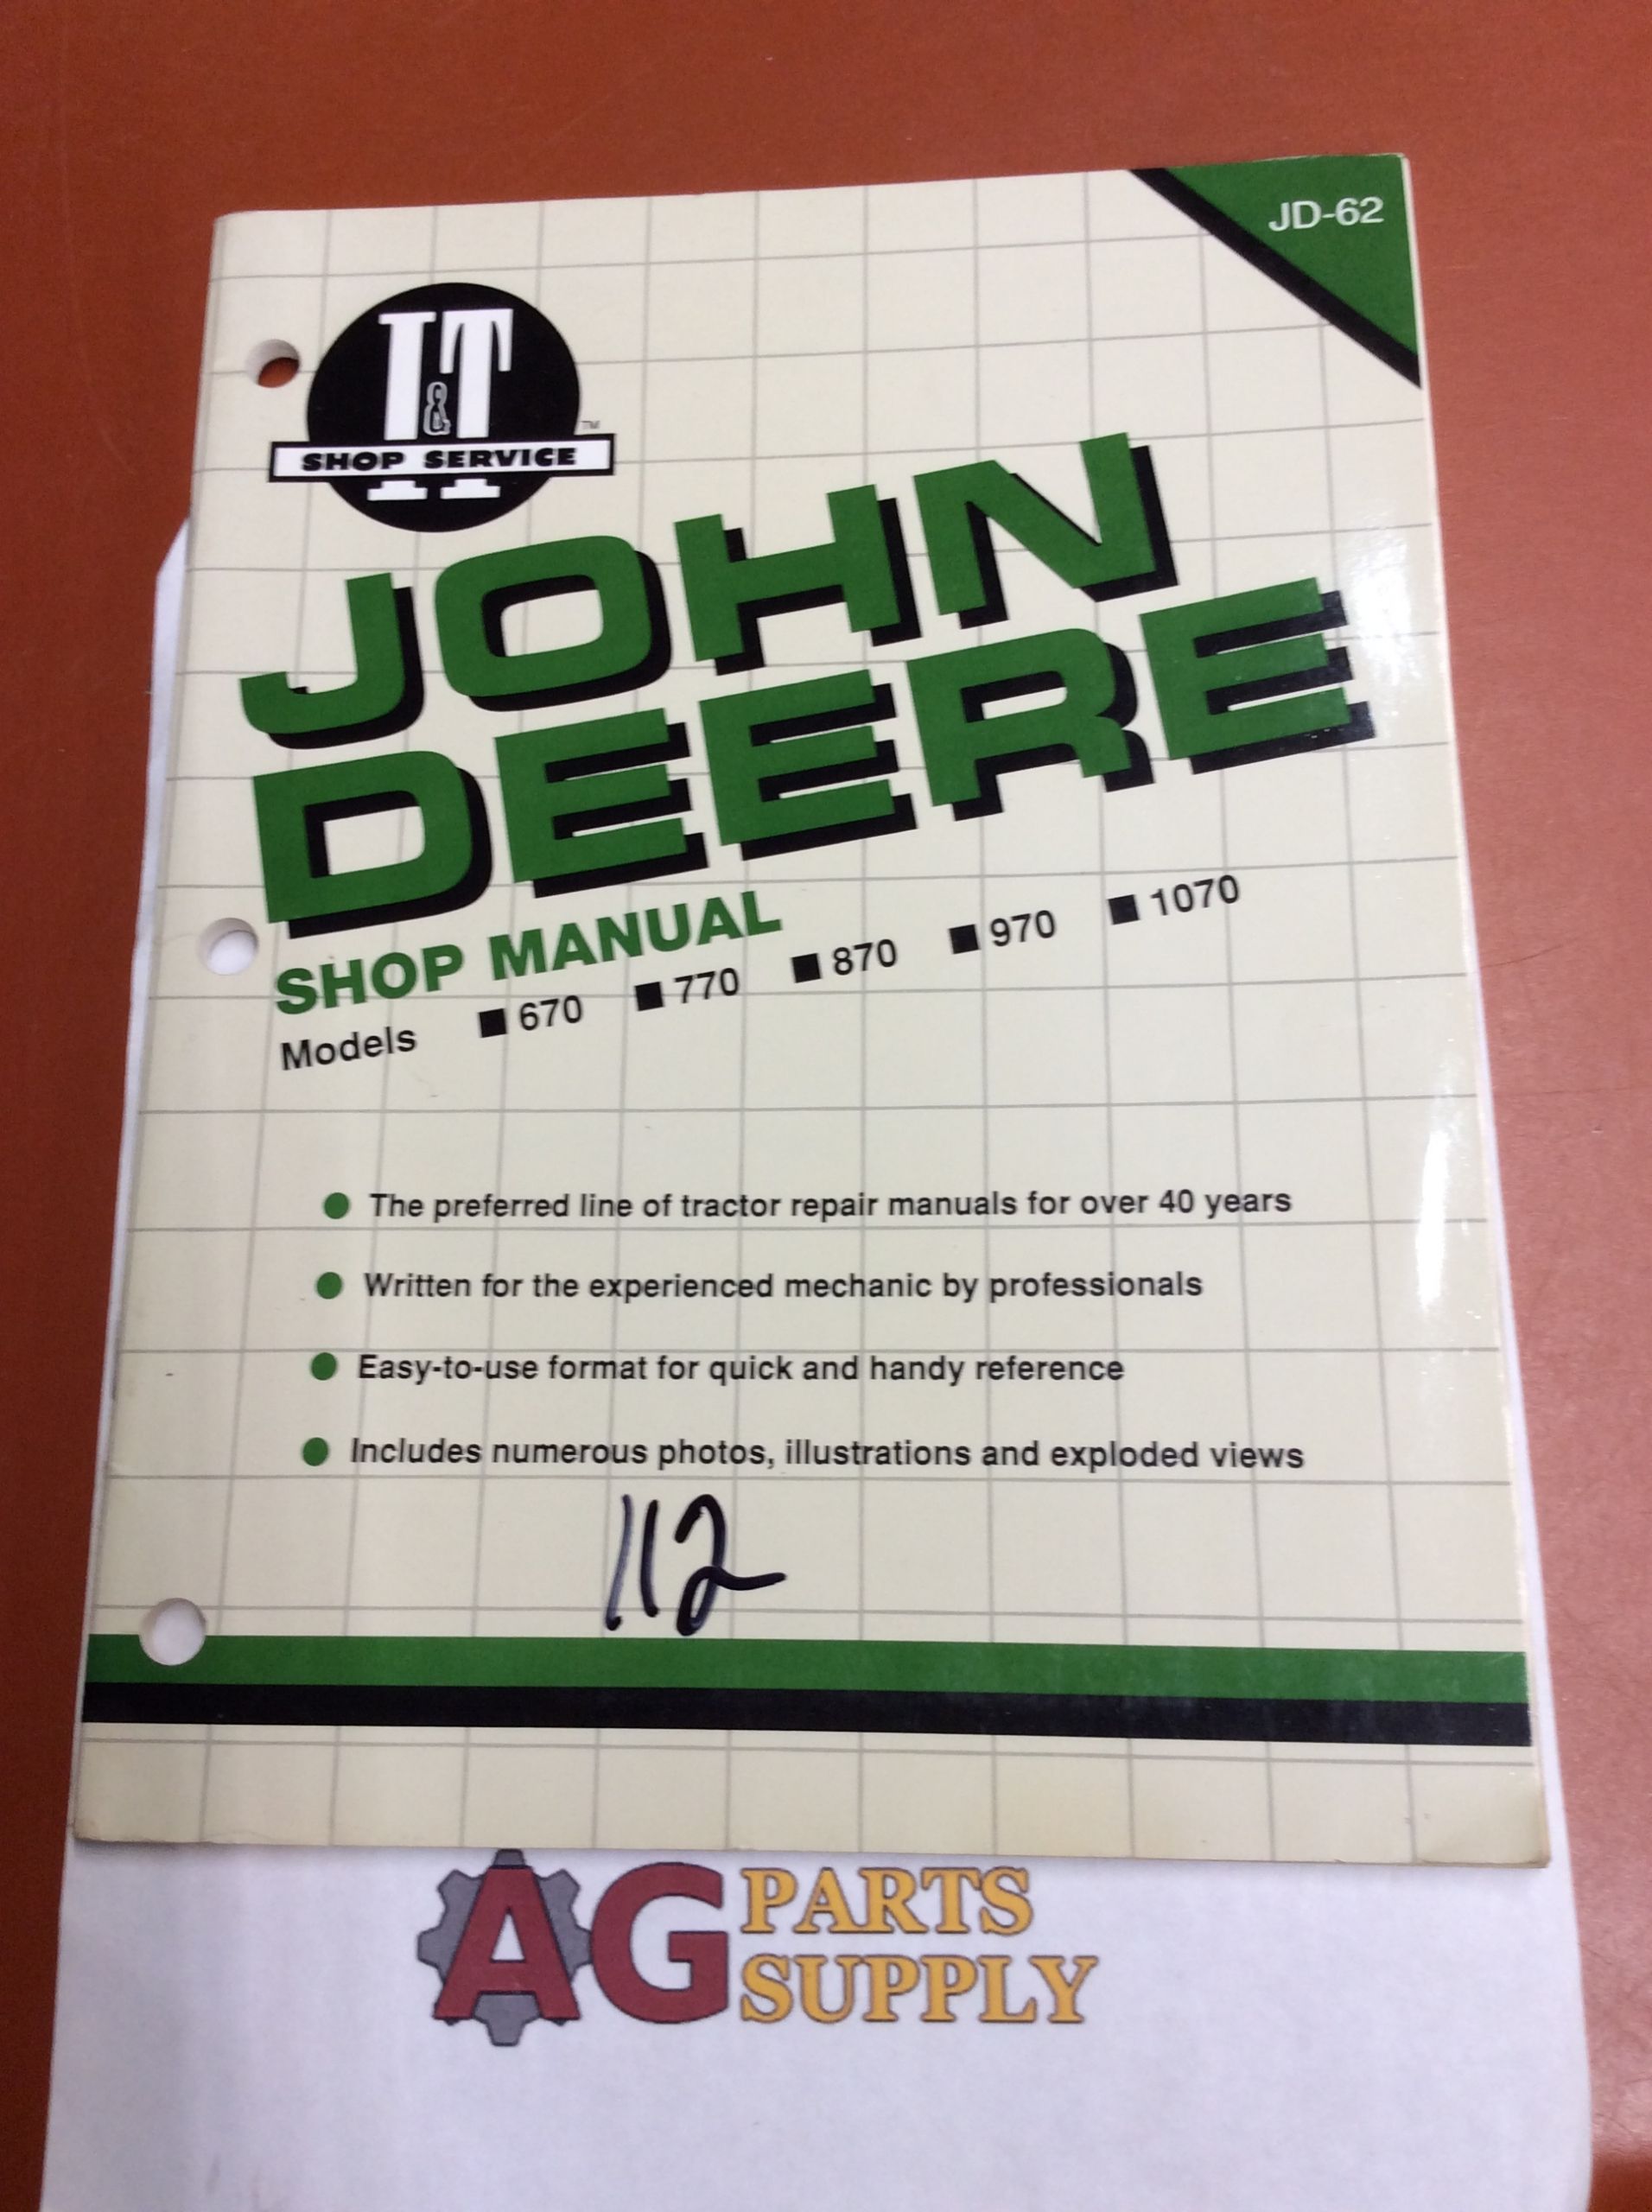 JD-62
I&T
™
SHOP SERVICE
JOHN
DEERE
SHOP MANUAL
Models ■ 670 ■ 770 ■ 870 ■ 970 ■ 1070
● The preferred line of tractor repair manuals for over 40 years
● Written for the experienced mechanic by professionals
● Easy-to-use format for quick and handy reference
● Includes numerous photos, illustrations and exploded views
112
AG PARTS
SUPPLY